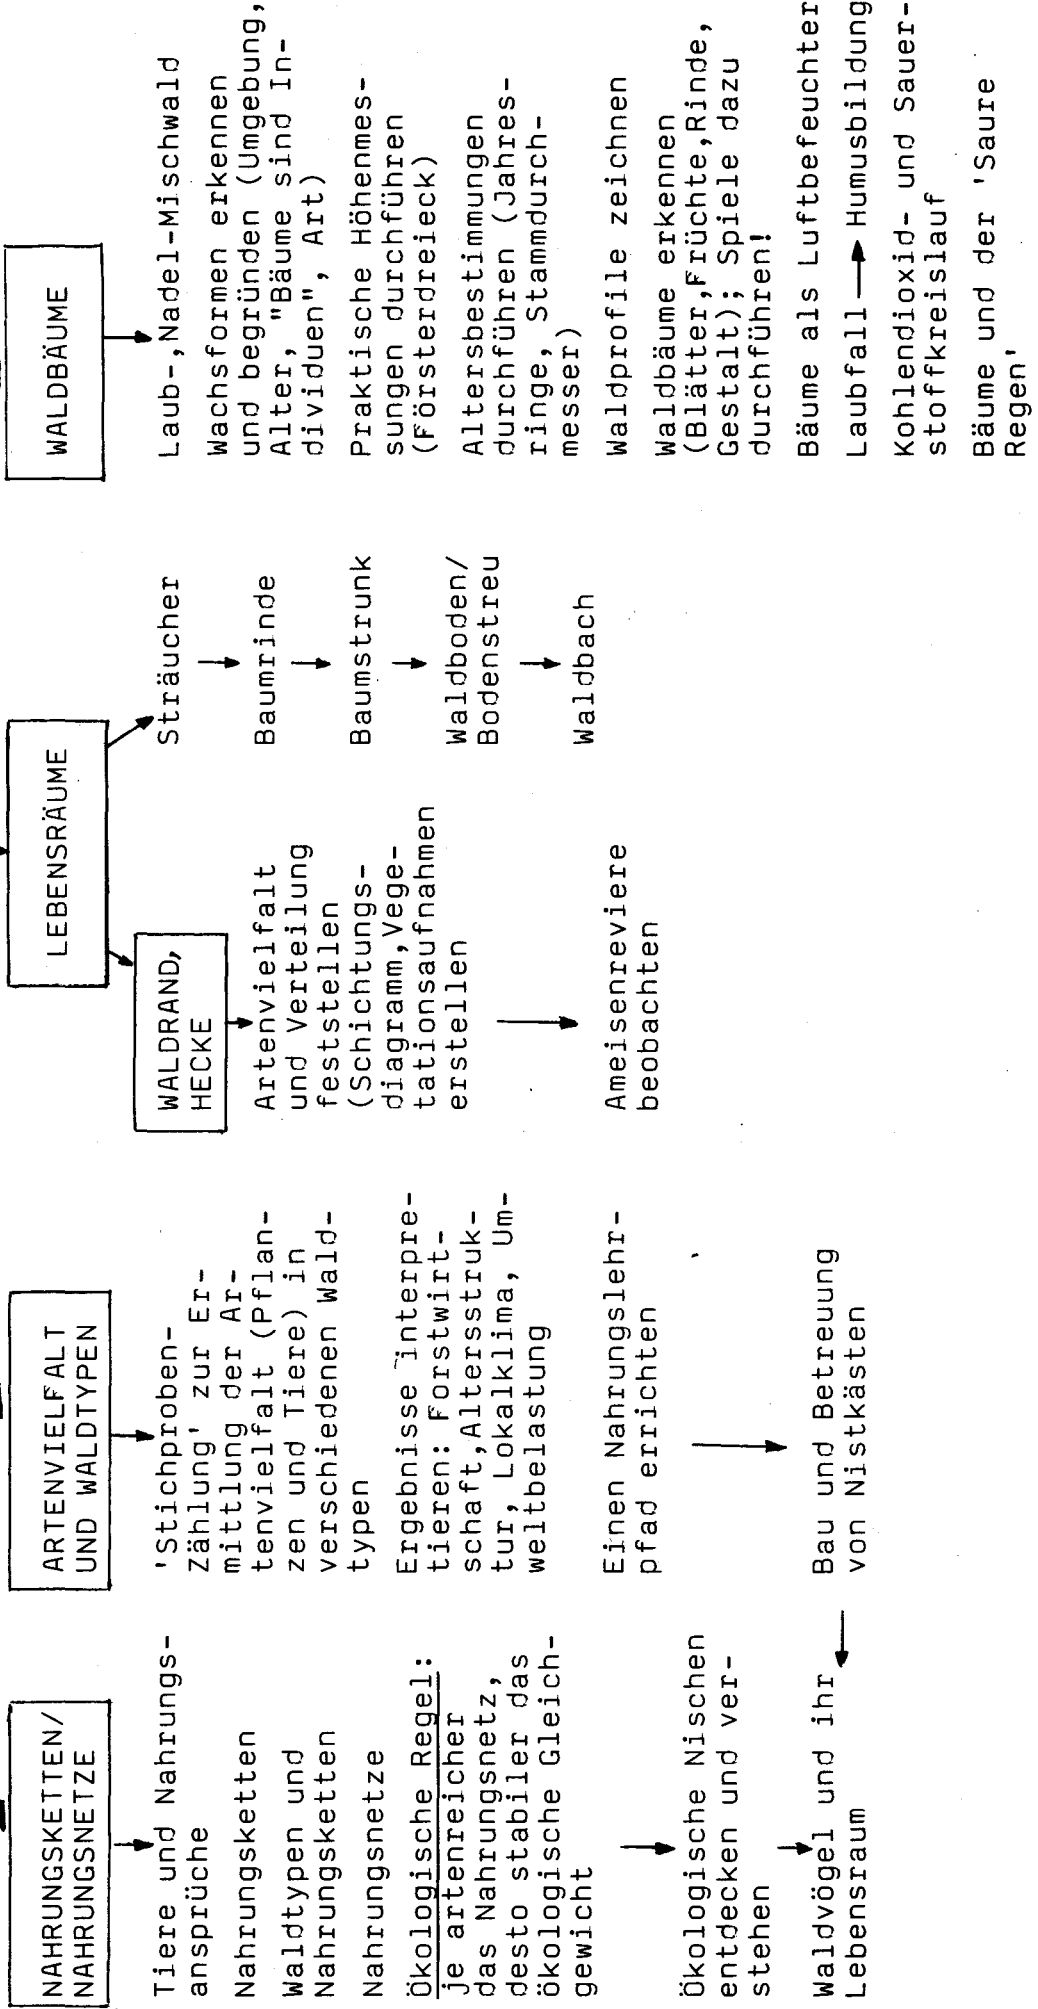 NAHRUNGSKETTEN/
NAHRUNGSNETZE
Tiere und Nahrungs-
ansprüche
Nahrungsketten
Waldtypen und
Nahrungsketten
Nahrungsnetze
Ökologische Regel:
je artenreicher
das Nahrungsnetz,
desto stabiler das
ökologische Gleich-
gewicht
Ökologische Nischen
entdecken und ver-
stehen
Waldvögel und ihr
Lebensraum
ARTENVIELFALT
UND WALDTYPEN
'Stichproben-
Zählung' zur Er-
mittlung der Ar-
tenvielfalt (Pflan-
zen und Tiere) in
verschiedenen Wald-
typen
Ergebnisse interpre-
tieren: Forstwirt-
schaft,Altersstruk-
tur, Lokalklima, Um-
weltbelastung
Einen Nahrungslehr-
pfad errichten
Bau und Betreuung
von Nistkästen
LEBENSRÄUME
WALDRAND,
HECKE
Artenvielfalt
und Verteilung
feststellen
(Schichtungs-
diagramm,Vege-
tationsaufnahmen
erstellen
Ameisenreviere
beobachten
Sträucher
Baumrinde
Baumstrunk
Waldboden/
Bodenstreu
Waldbach
WALDBÄUME
Laub-,Nadel-Mischwald
Wachsformen erkennen
und begründen (Umgebung,
Alter, "Bäume sind In-
dividuen", Art)
Praktische Höhenmes-
sungen durchführen
(Försterdreieck)
Altersbestimmungen
durchführen (Jahres-
ringe, Stammdurch-
messer)
Waldprofile zeichnen
Waldbäume erkennen
(Blätter,Früchte,Rinde,
Gestalt); Spiele dazu
durchführen!
Bäume als Luftbefeuchter
Laubfall → Humusbildung
Kohlendioxid- und Sauer-
stoffkreislauf
Bäume und der 'Saure
Regen'